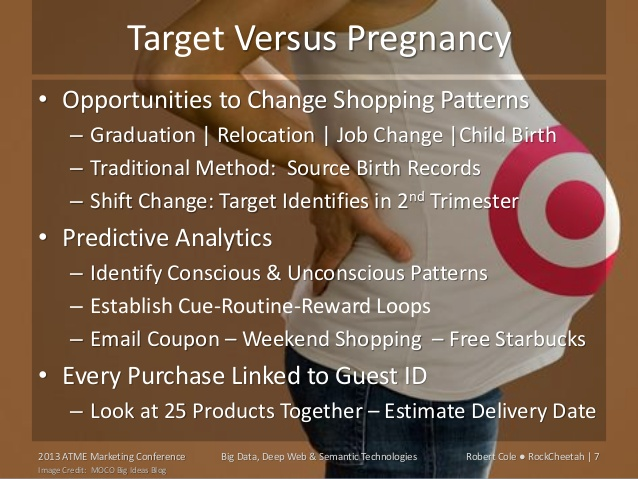 Target Versus Pregnancy
• Opportunities to Change Shopping Patterns
– Graduation | Relocation | Job Change |Child Birth
– Traditional Method: Source Birth Records
– Shift Change: Target Identifies in 2nd Trimester
• Predictive Analytics
– Identify Conscious & Unconscious Patterns
– Establish Cue-Routine-Reward Loops
– Email Coupon – Weekend Shopping – Free Starbucks
• Every Purchase Linked to Guest ID
– Look at 25 Products Together – Estimate Delivery Date
2013 ATME Marketing Conference Big Data, Deep Web & Semantic Technologies Robert Cole ● RockCheetah | 7
Image Credit: MOCO Big Ideas Blog